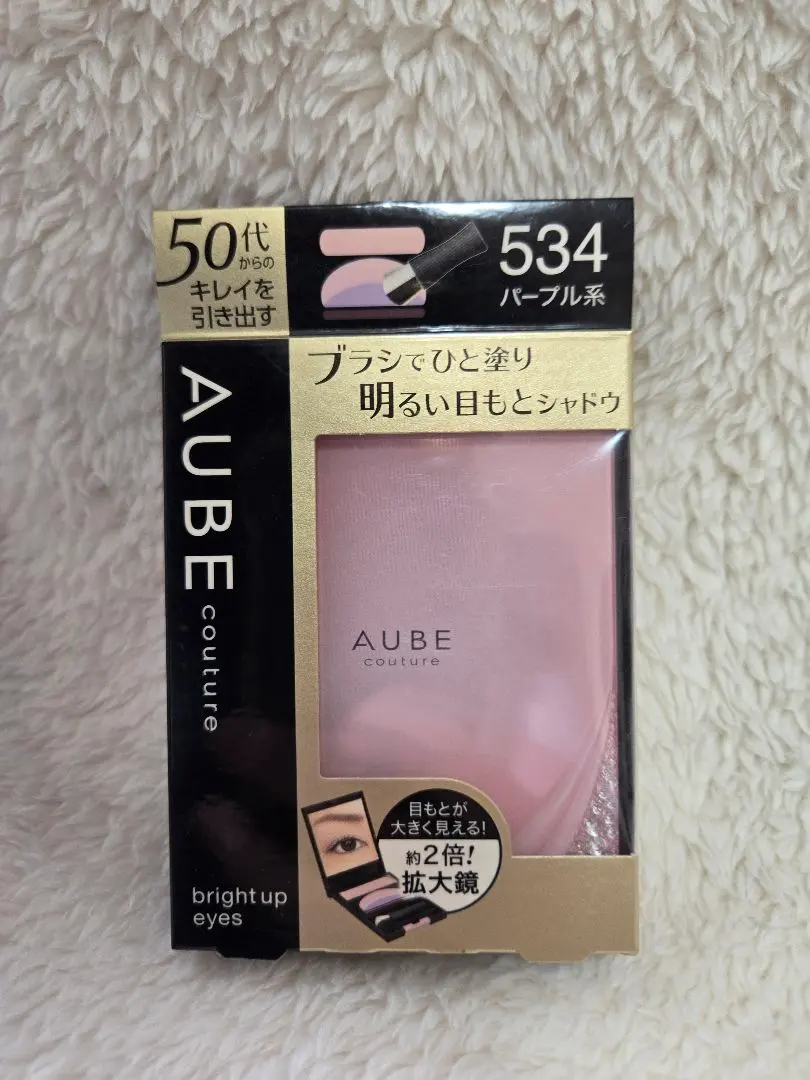 50代
からの
キレイを
引き出す
534
パープル系
ブラシでひと塗り
明るい目もとシャドウ
AUBE
couture
AUBE
couture
目もとが
大きく見える!
約2倍!
拡大鏡
bright up
eyes